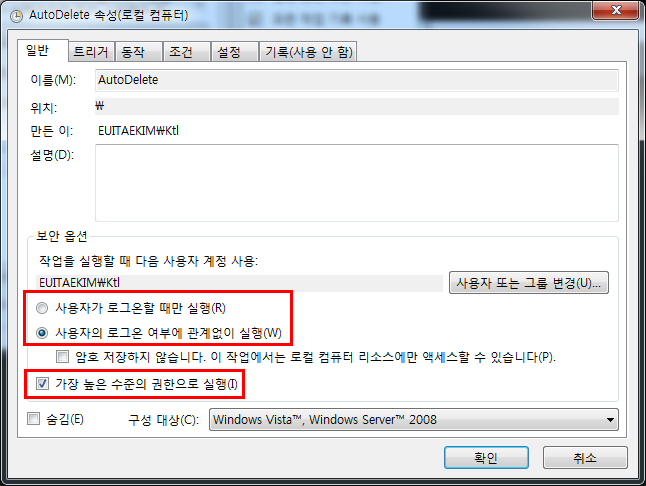 AutoDelete 속성(로컬 컴퓨터)
일반 트리거 동작 조건 설정 기록(사용 안 함)
이름(M): AutoDelete
위치: ₩
만든 이: EUITAEKIM₩Ktl
설명(D):
보안 옵션
작업을 실행할 때 다음 사용자 계정 사용:
EUITAEKIM₩Ktl 사용자 또는 그룹 변경(U)...
사용자가 로그온할 때만 실행(R)
사용자의 로그온 여부에 관계없이 실행(W)
암호 저장하지 않습니다. 이 작업에서는 로컬 컴퓨터 리소스에만 액세스할 수 있습니다(P).
가장 높은 수준의 권한으로 실행(I)
숨김(E) 구성 대상(C): Windows Vista™, Windows Server™ 2008
확인 취소